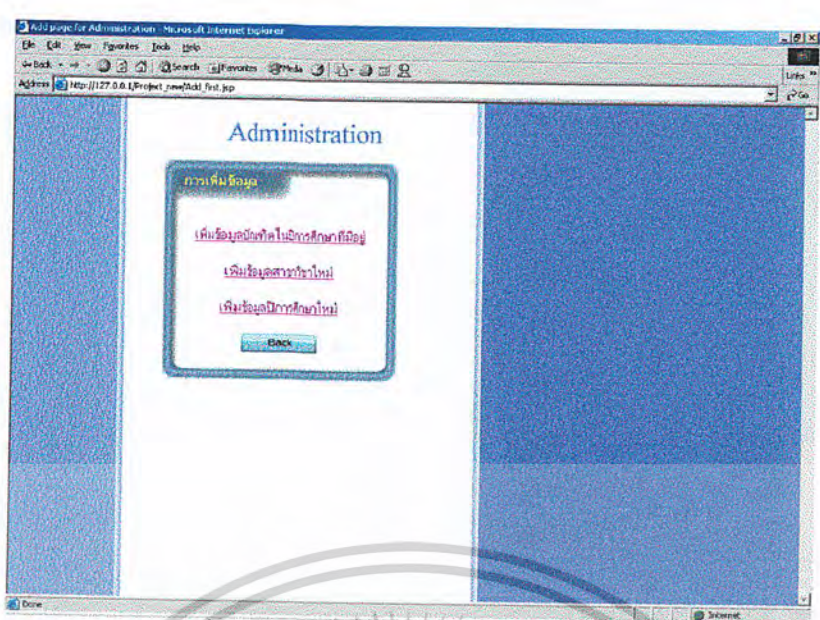 Add page for Administration - Microsoft Internet Explorer
File Edit View Favorites Tools Help
Back Search Favorites Media
Address http://127.0.0.1/Project_new/Add_first.jsp Go Links
Administration
การเพิ่มข้อมูล
เพิ่มข้อมูลบัณฑิตในปีการศึกษาที่มีอยู่
เพิ่มข้อมูลสาขาวิชาใหม่
เพิ่มข้อมูลปีการศึกษาใหม่
Back
Done Internet